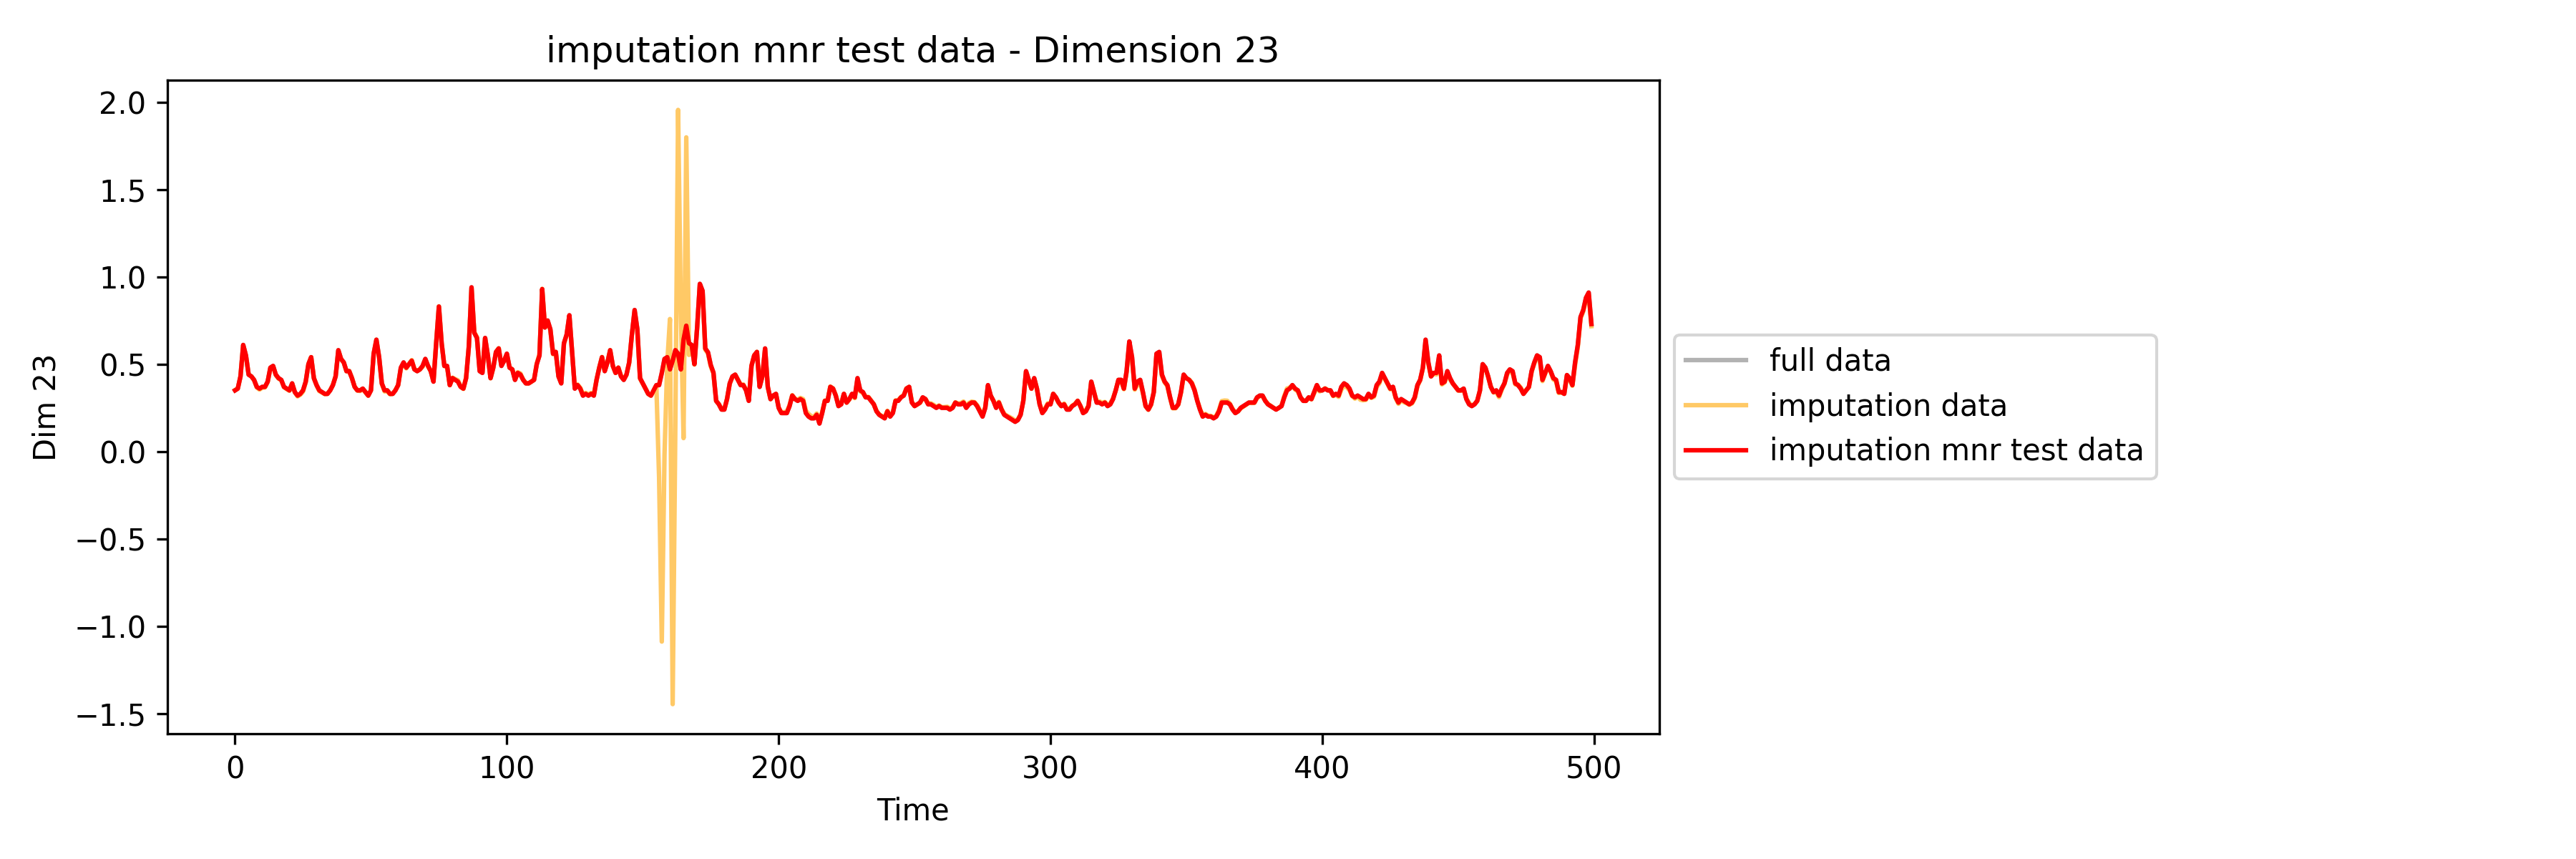 imputation mnr test data - Dimension 23
2.0
1.5
1.0
0.5
0.0
−0.5
−1.0
−1.5
Dim 23
0 100 200 300 400 500
Time
full data
imputation data
imputation mnr test data